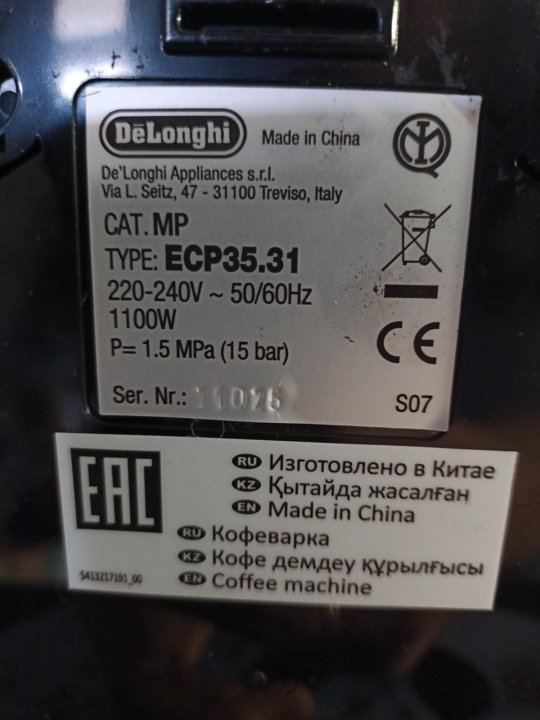 DeLonghi
Made in China
De'Longhi Appliances s.r.l.
Via L. Seitz, 47 - 31100 Treviso, Italy
CAT. MP
TYPE: ECP35.31
220-240V ~ 50/60Hz
1100W
P= 1.5 MPa (15 bar)
CE
Ser. Nr.: 71075
S07
EAC
RU Изготовлено в Китае
KZ Қытайда жасалған
EN Made in China
RU Кофеварка
KZ Кофе демдеу құрылғысы
EN Coffee machine
5413217191_00